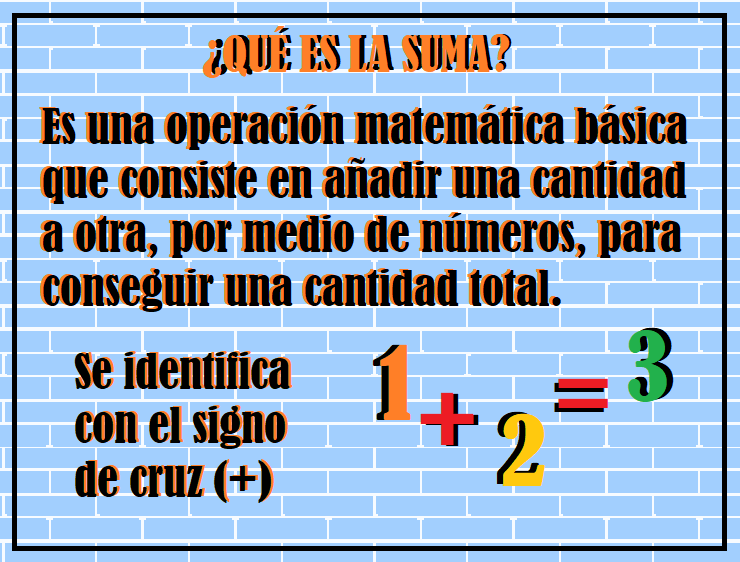 ¿QUÉ ES LA SUMA?
Es una operación matemática básica
que consiste en añadir una cantidad
a otra, por medio de números, para
conseguir una cantidad total.
Se identifica
con el signo
de cruz (+)
1 + 2 = 3